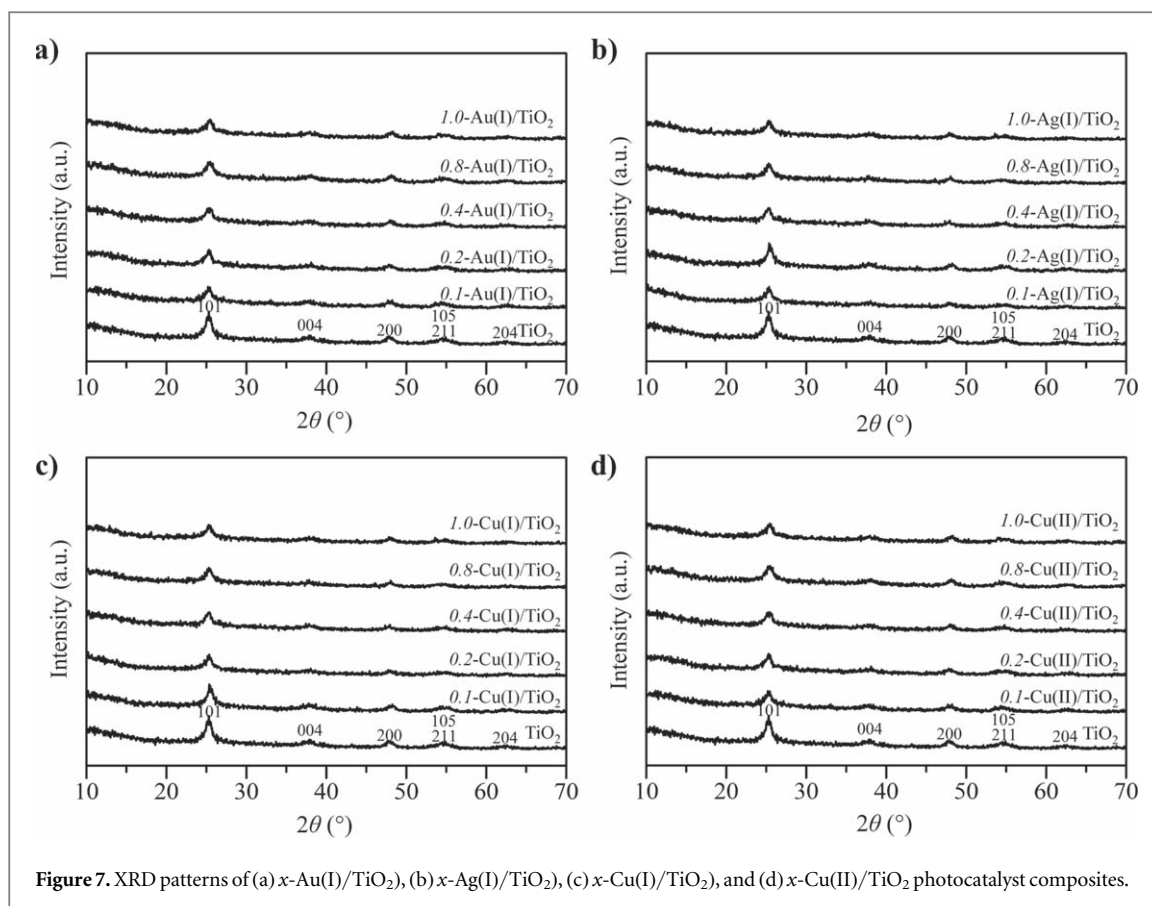 a)
Intensity (a.u.)
1.0-Au(I)/TiO₂
0.8-Au(I)/TiO₂
0.4-Au(I)/TiO₂
0.2-Au(I)/TiO₂
0.1-Au(I)/TiO₂
101
105
004 200 211 204 TiO₂
10 20 30 40 50 60 70
2θ (°)
b)
Intensity (a.u.)
1.0-Ag(I)/TiO₂
0.8-Ag(I)/TiO₂
0.4-Ag(I)/TiO₂
0.2-Ag(I)/TiO₂
0.1-Ag(I)/TiO₂
101
105
004 200 211 204 TiO₂
10 20 30 40 50 60 70
2θ (°)
c)
Intensity (a.u.)
1.0-Cu(I)/TiO₂
0.8-Cu(I)/TiO₂
0.4-Cu(I)/TiO₂
0.2-Cu(I)/TiO₂
0.1-Cu(I)/TiO₂
101
105
004 200 211 204 TiO₂
10 20 30 40 50 60 70
2θ (°)
d)
Intensity (a.u.)
1.0-Cu(II)/TiO₂
0.8-Cu(II)/TiO₂
0.4-Cu(II)/TiO₂
0.2-Cu(II)/TiO₂
0.1-Cu(II)/TiO₂
101
105
004 200 211 204 TiO₂
10 20 30 40 50 60 70
2θ (°)
Figure 7. XRD patterns of (a) x-Au(I)/TiO₂), (b) x-Ag(I)/TiO₂), (c) x-Cu(I)/TiO₂), and (d) x-Cu(II)/TiO₂ photocatalyst composites.